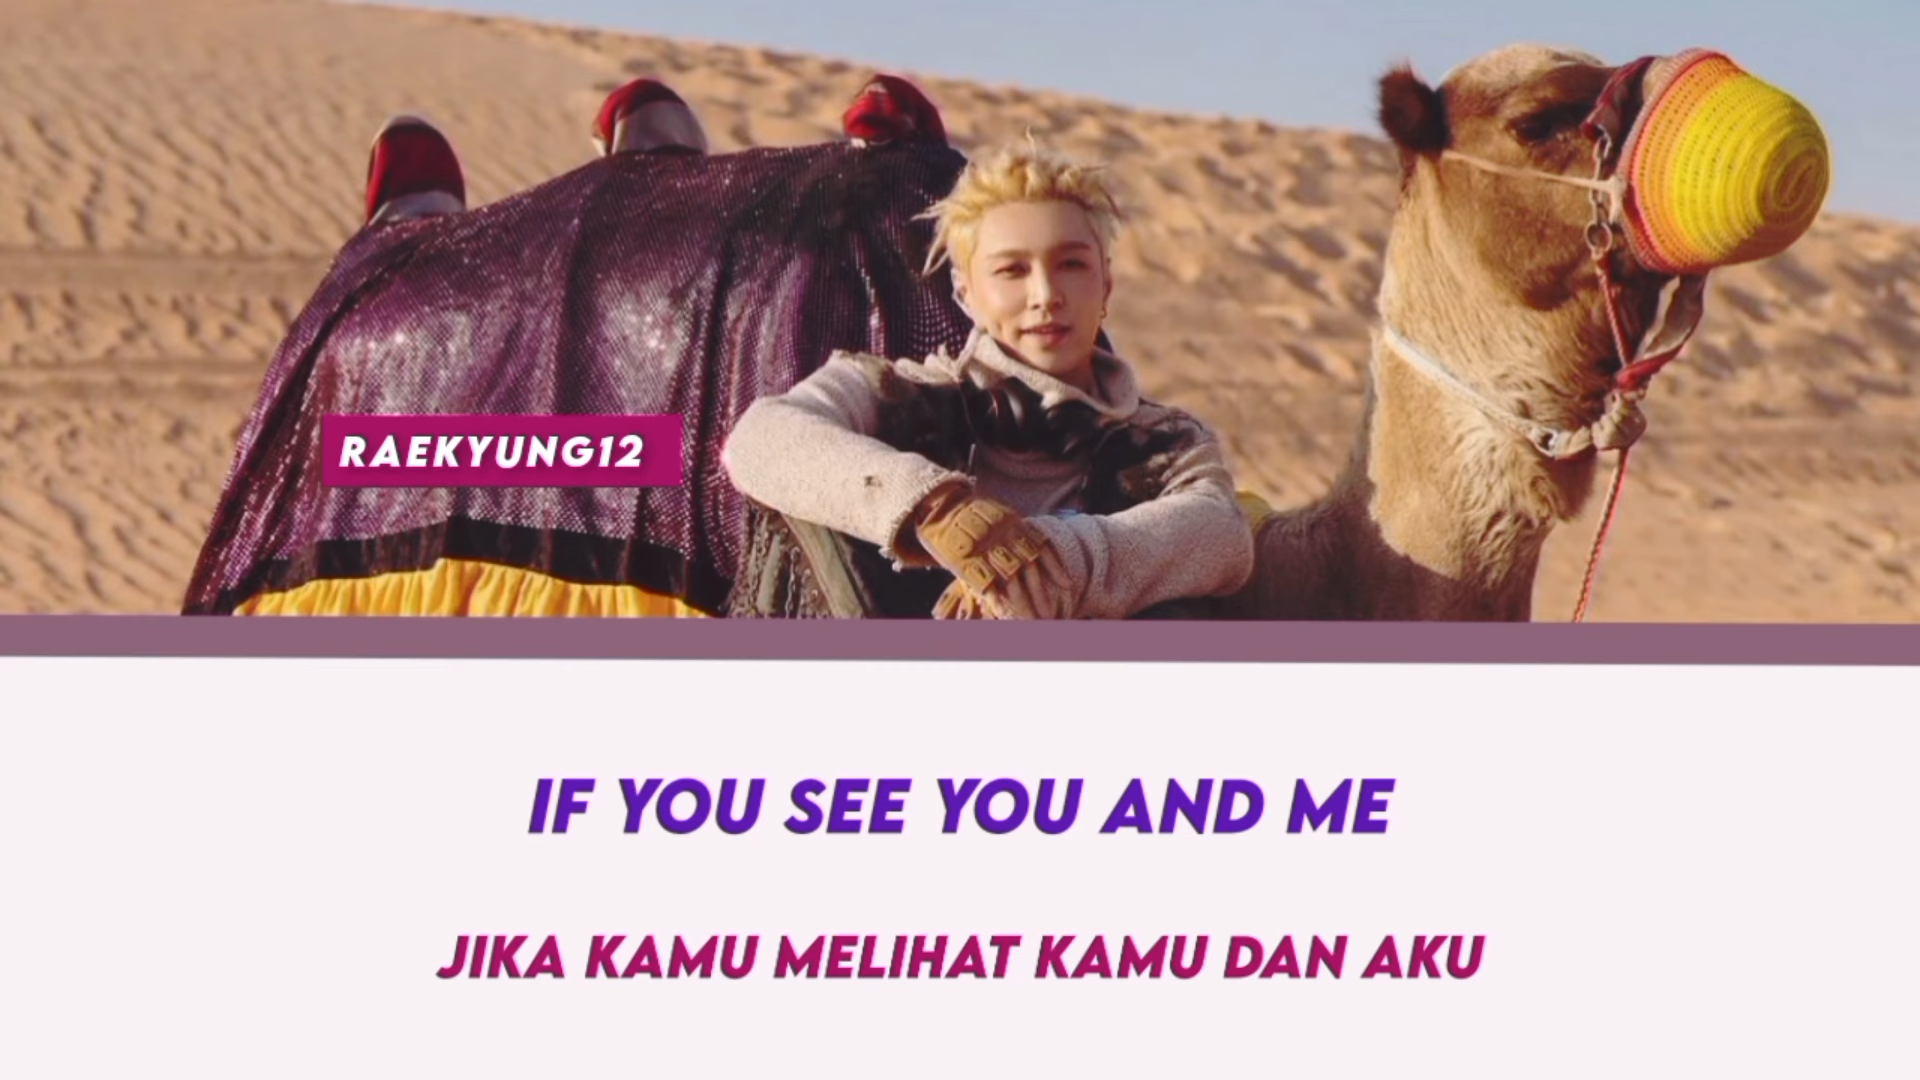 RAEKYUNG12
IF YOU SEE YOU AND ME
JIKA KAMU MELIHAT KAMU DAN AKU